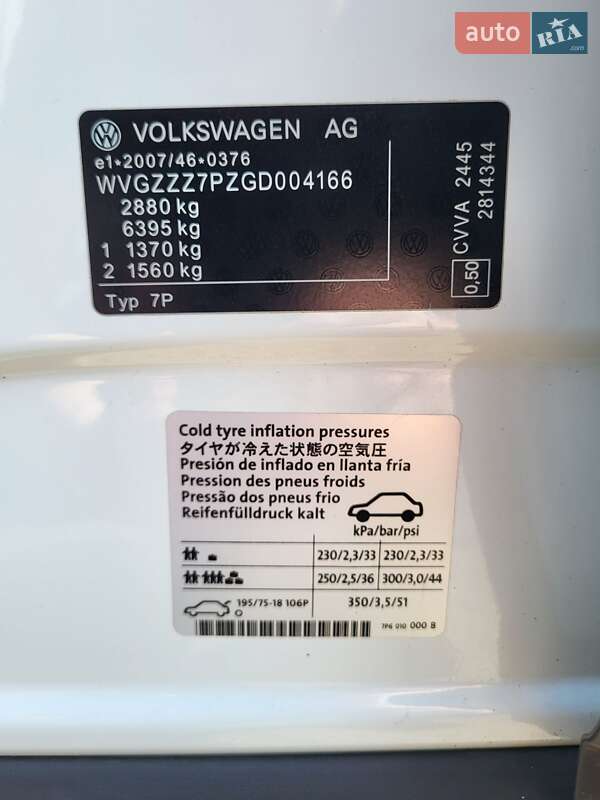 auto RIA .com
VOLKSWAGEN AG
e1*2007/46*0376
WVGZZZ7PZGD004166
2880 kg
6395 kg
1 1370 kg
2 1560 kg
Typ 7P
CVVA 2445
2814344
0,50
Cold tyre inflation pressures
タイヤが冷えた状態の空気圧
Presión de inflado en llanta fría
Pression des pneus froids
Pressão dos pneus frio
Reifenfülldruck kalt
kPa/bar/psi
230/2,3/33 230/2,3/33
250/2,5/36 300/3,0/44
195/75-18 106P 350/3,5/51
7P6 010 000 B